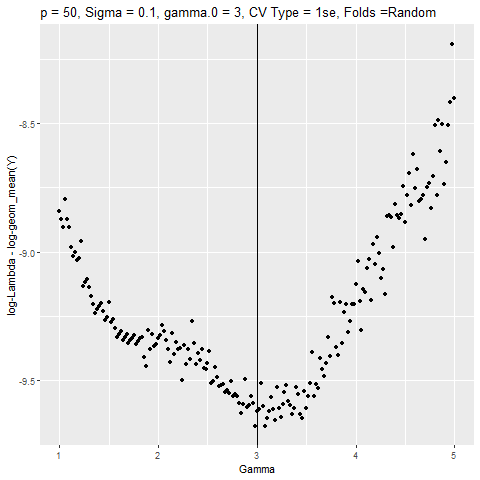 p = 50, Sigma = 0.1, gamma.0 = 3, CV Type = 1se, Folds =Random
log-Lambda - log-geom_mean(Y)
-8.5
-9.0
-9.5
1 2 3 4 5
Gamma